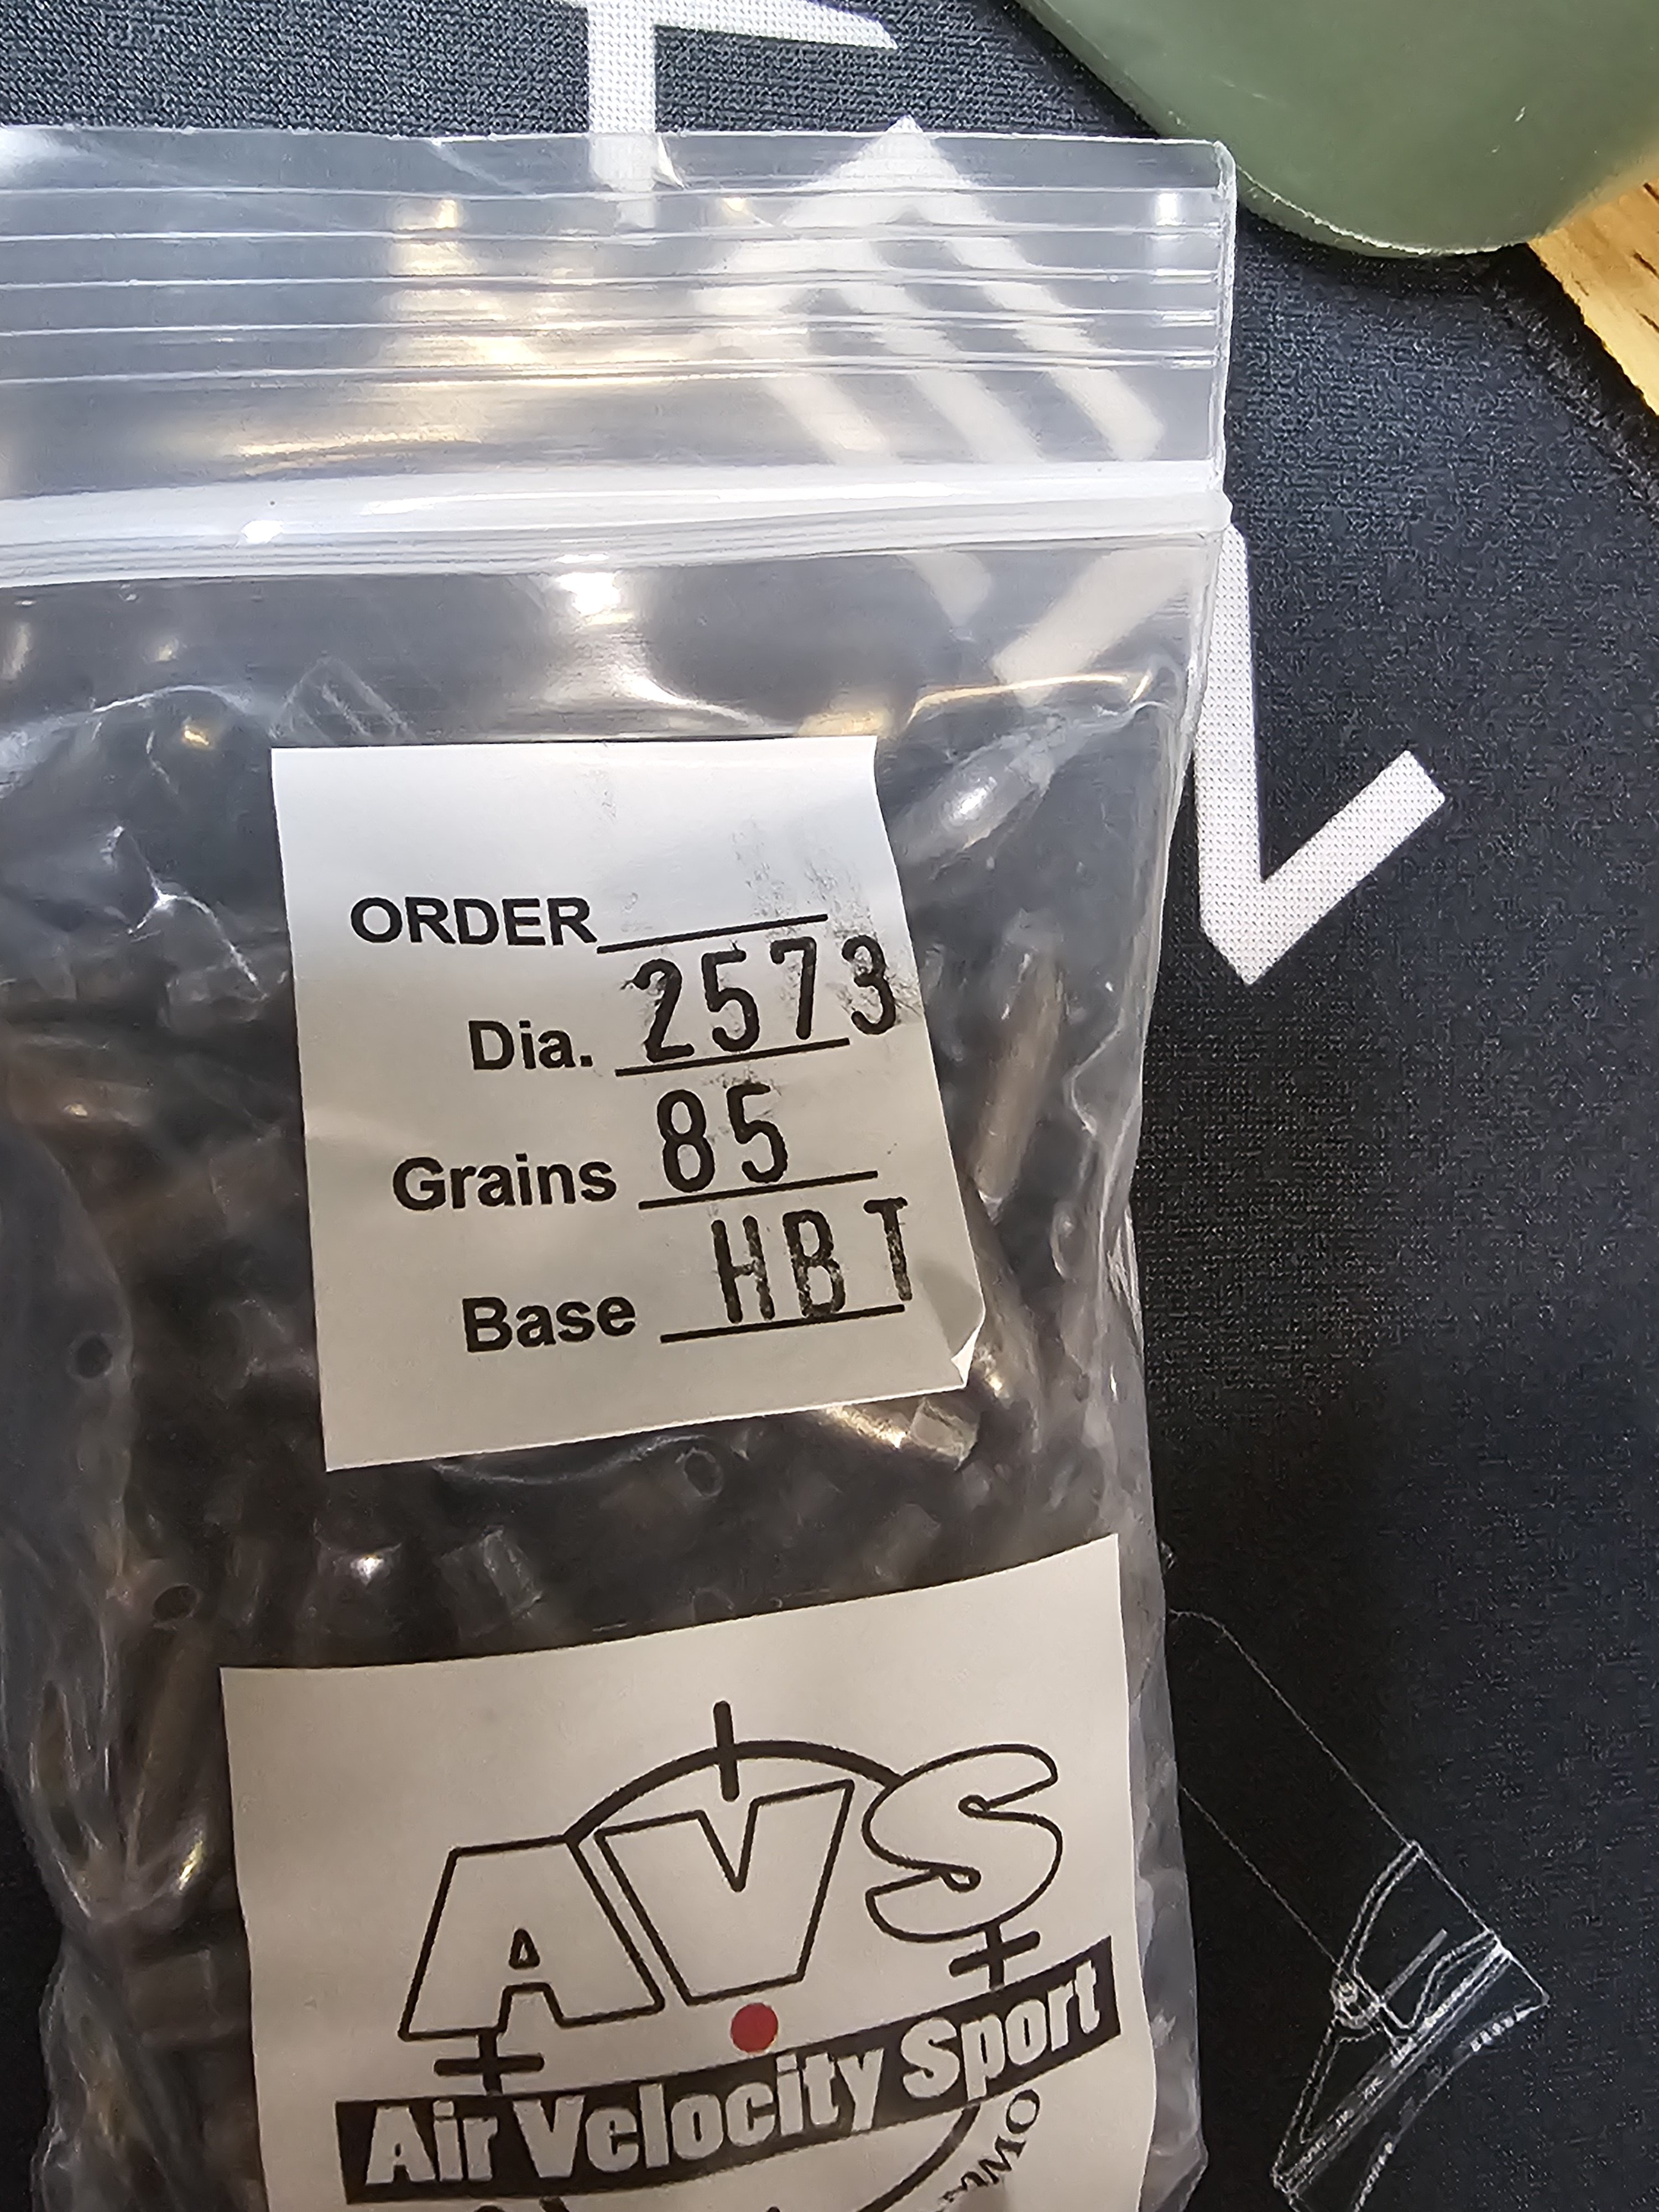 ORDER
Dia. 2573
Grains 85
Base HBT
AVS
Air Velocity Sport